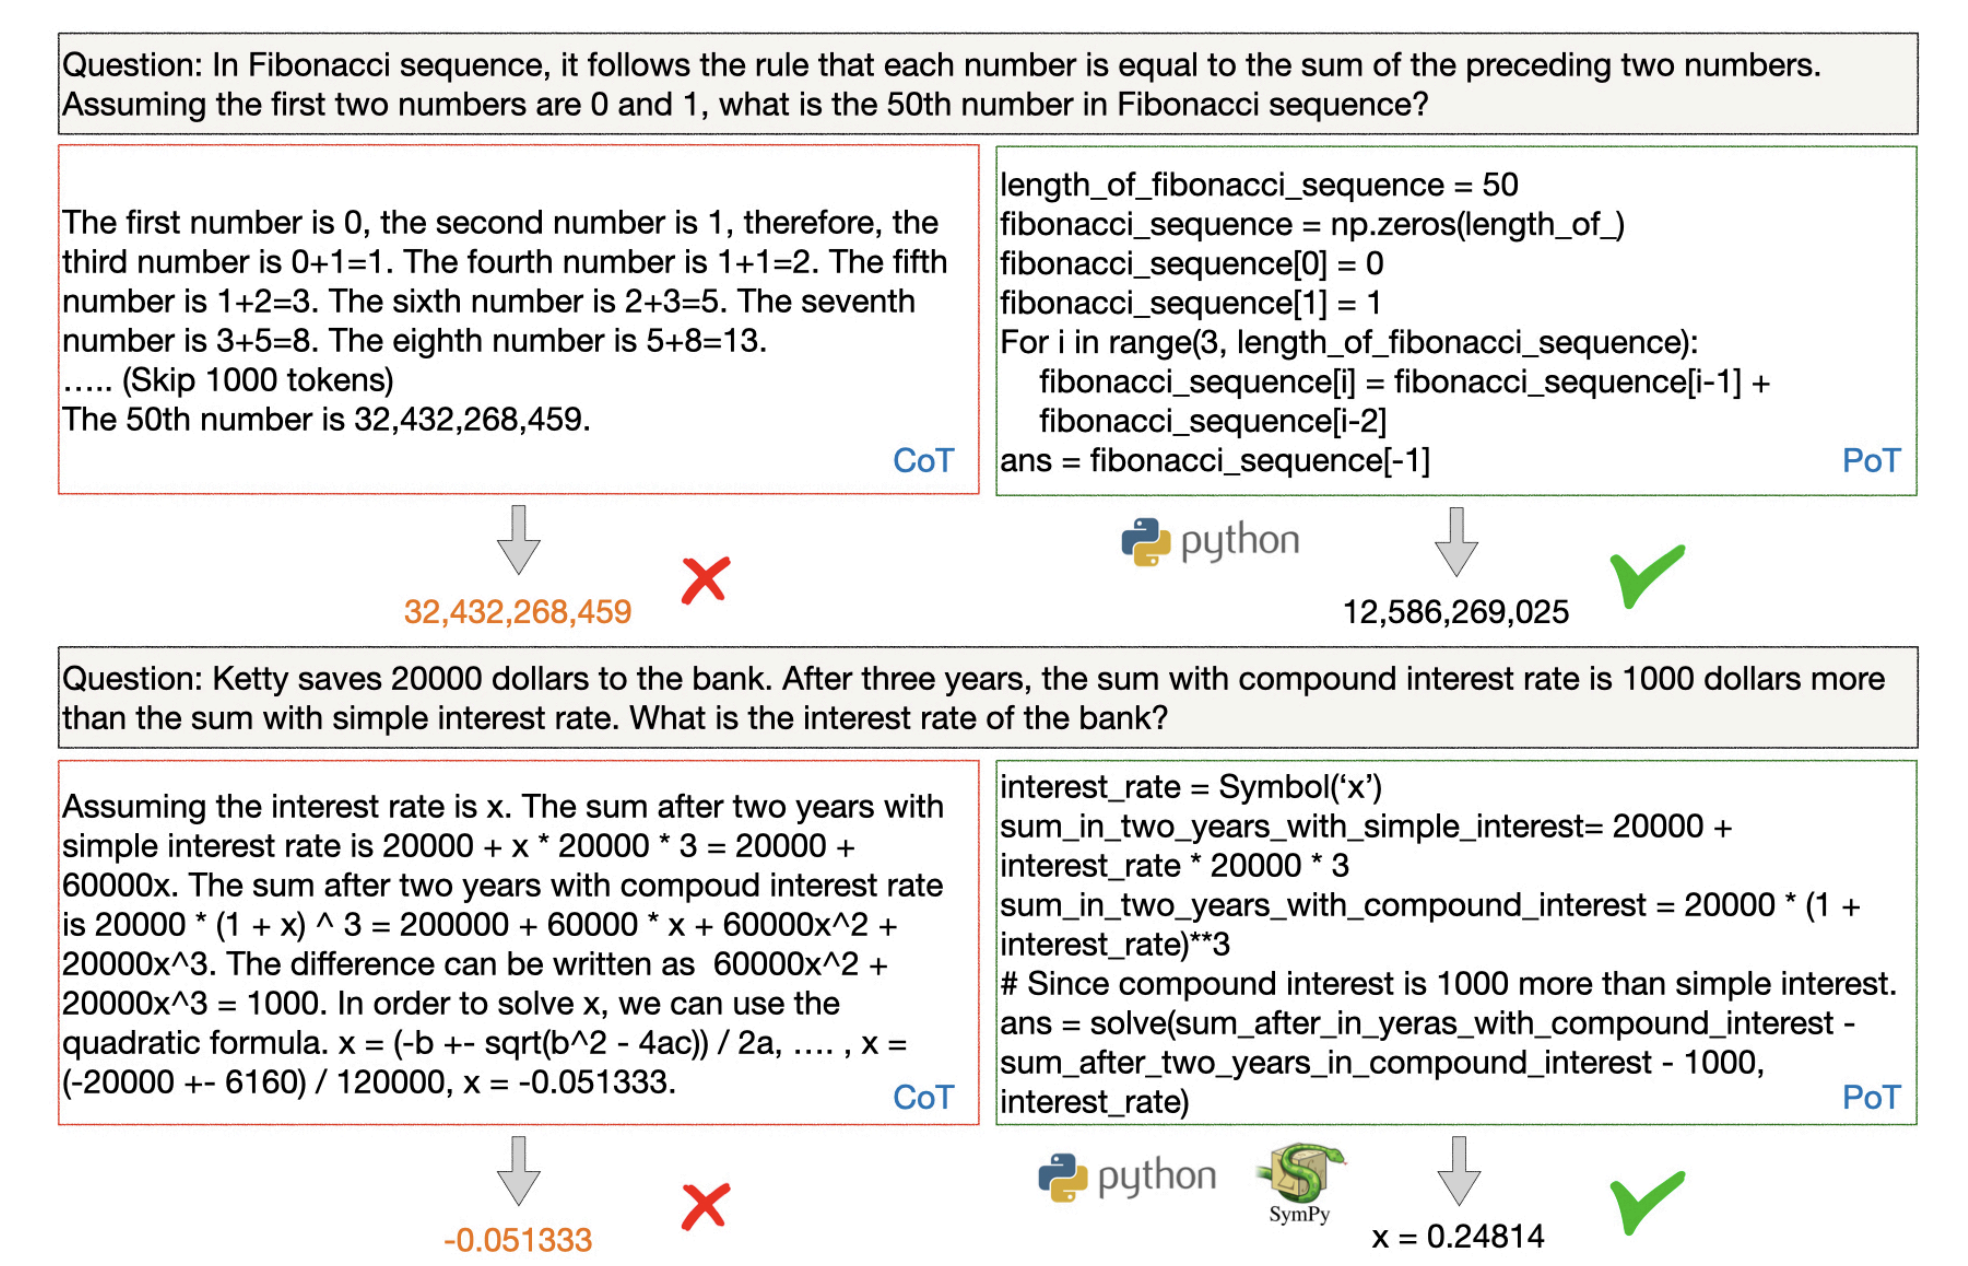 Question: In Fibonacci sequence, it follows the rule that each number is equal to the sum of the preceding two numbers.
Assuming the first two numbers are 0 and 1, what is the 50th number in Fibonacci sequence?
The first number is 0, the second number is 1, therefore, the
third number is 0+1=1. The fourth number is 1+1=2. The fifth
number is 1+2=3. The sixth number is 2+3=5. The seventh
number is 3+5=8. The eighth number is 5+8=13.
….. (Skip 1000 tokens)
The 50th number is 32,432,268,459.
CoT
length_of_fibonacci_sequence = 50
fibonacci_sequence = np.zeros(length_of_)
fibonacci_sequence[0] = 0
fibonacci_sequence[1] = 1
For i in range(3, length_of_fibonacci_sequence):
fibonacci_sequence[i] = fibonacci_sequence[i-1] +
fibonacci_sequence[i-2]
ans = fibonacci_sequence[-1]
PoT
32,432,268,459
python
12,586,269,025
Question: Ketty saves 20000 dollars to the bank. After three years, the sum with compound interest rate is 1000 dollars more
than the sum with simple interest rate. What is the interest rate of the bank?
Assuming the interest rate is x. The sum after two years with
simple interest rate is 20000 + x * 20000 * 3 = 20000 +
60000x. The sum after two years with compoud interest rate
is 20000 * (1 + x) ^ 3 = 200000 + 60000 * x + 60000x^2 +
20000x^3. The difference can be written as 60000x^2 +
20000x^3 = 1000. In order to solve x, we can use the
quadratic formula. x = (-b +- sqrt(b^2 - 4ac)) / 2a, …. , x =
(-20000 +- 6160) / 120000, x = -0.051333.
CoT
interest_rate = Symbol(‘x’)
sum_in_two_years_with_simple_interest= 20000 +
interest_rate * 20000 * 3
sum_in_two_years_with_compound_interest = 20000 * (1 +
interest_rate)**3
# Since compound interest is 1000 more than simple interest.
ans = solve(sum_after_in_yeras_with_compound_interest -
sum_after_two_years_in_compound_interest - 1000,
interest_rate)
PoT
-0.051333
python
SymPy
x = 0.24814